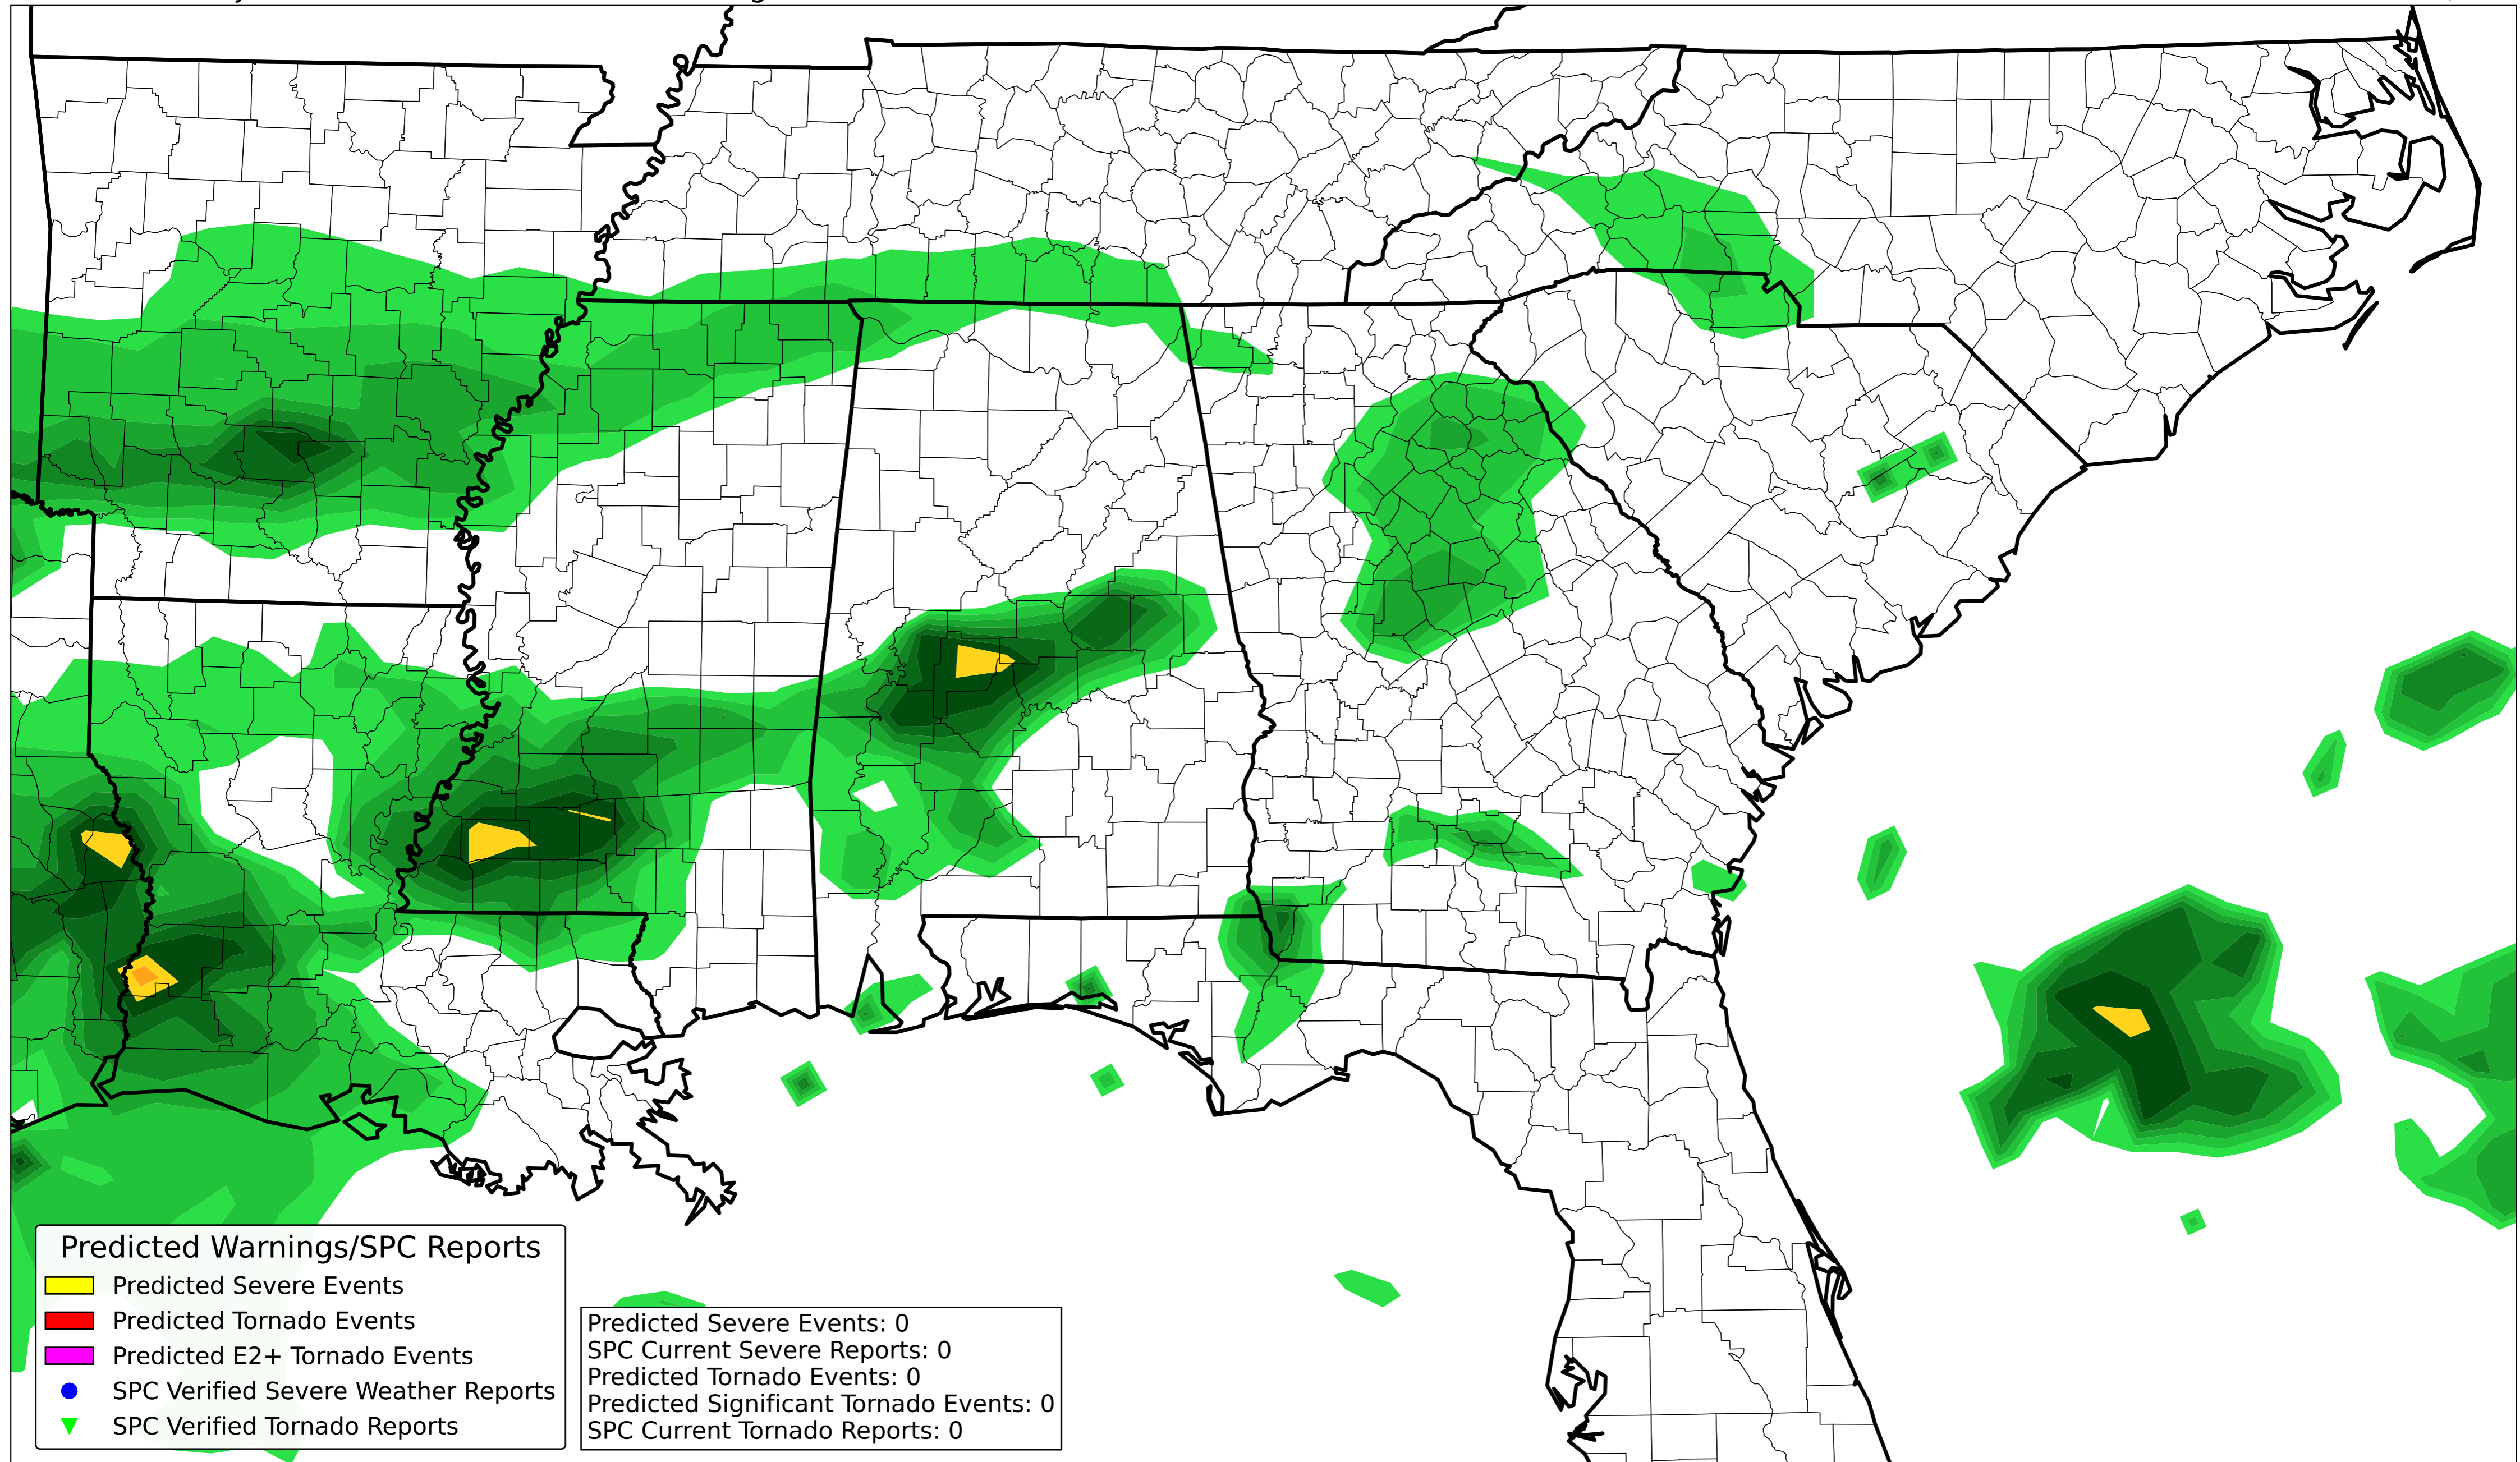 Predicted Warnings/SPC Reports
Predicted Severe Events
Predicted Tornado Events
Predicted E2+ Tornado Events
SPC Verified Severe Weather Reports
SPC Verified Tornado Reports
Predicted Severe Events: 0
SPC Current Severe Reports: 0
Predicted Tornado Events: 0
Predicted Significant Tornado Events: 0
SPC Current Tornado Reports: 0